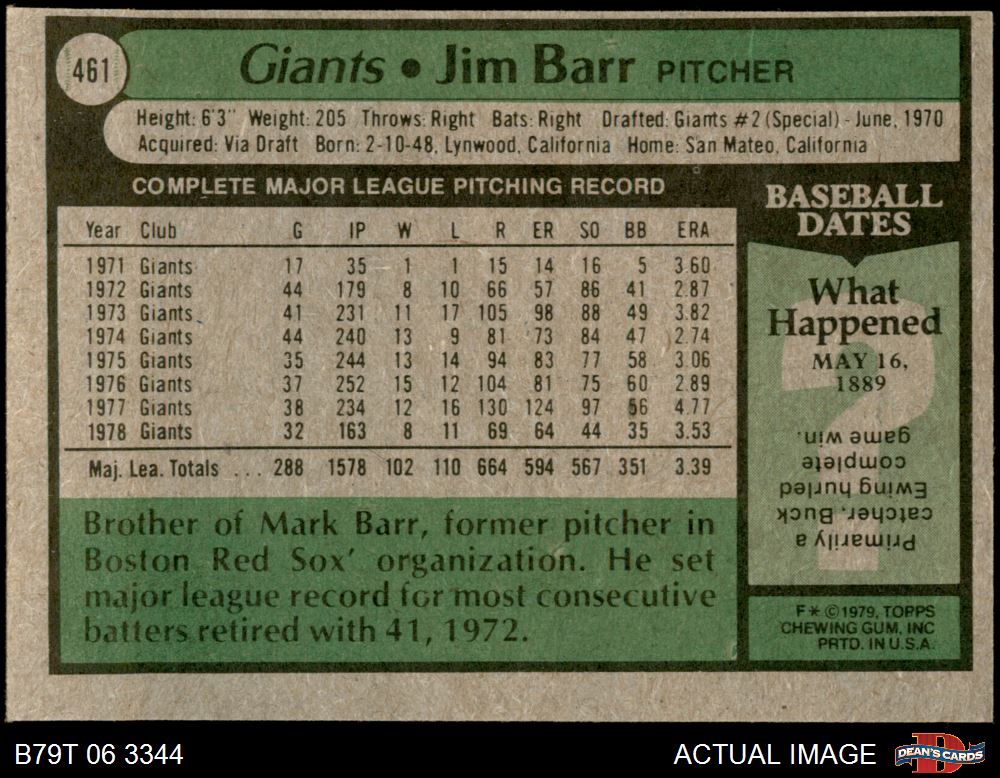 461
Giants • Jim Barr PITCHER
Height: 6'3" Weight: 205 Throws: Right Bats: Right Drafted: Giants #2 (Special) - June, 1970
Acquired: Via Draft Born: 2-10-48, Lynwood, California Home: San Mateo, California
COMPLETE MAJOR LEAGUE PITCHING RECORD
Year Club G IP W L R ER SO BB ERA
1971 Giants 17 35 1 1 15 14 16 5 3.60
1972 Giants 44 179 8 10 66 57 86 41 2.87
1973 Giants 41 231 11 17 105 98 88 49 3.82
1974 Giants 44 240 13 9 81 73 84 47 2.74
1975 Giants 35 244 13 14 94 83 77 58 3.06
1976 Giants 37 252 15 12 104 81 75 60 2.89
1977 Giants 38 234 12 16 130 124 97 56 4.77
1978 Giants 32 163 8 11 69 64 44 35 3.53
Maj. Lea. Totals ... 288 1578 102 110 664 594 567 351 3.39
Brother of Mark Barr, former pitcher in
Boston Red Sox' organization. He set
major league record for most consecutive
batters retired with 41, 1972.
BASEBALL
DATES
What
Happened
MAY 16,
1889
Primarily a
catcher, Buck
Ewing hurled
complete
game win.
F* ©1979, TOPPS
CHEWING GUM, INC
PRTD. IN U.S.A.
B79T 06 3344
ACTUAL IMAGE
D
DEAN'S CARDS